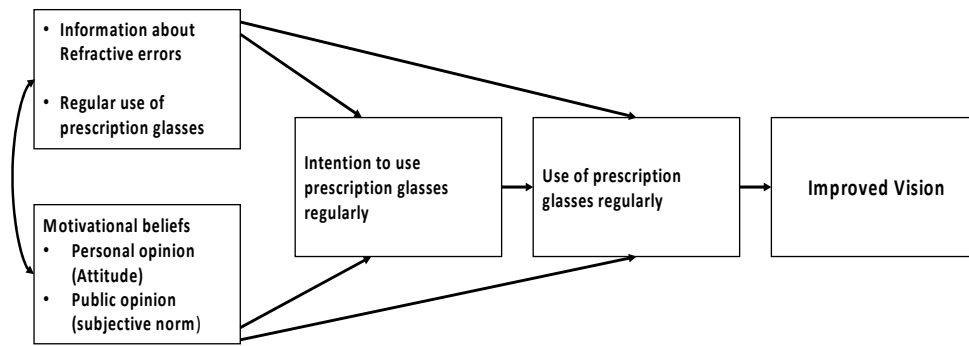 • Information about
Refractive errors
• Regular use of
prescription glasses
Motivational beliefs
• Personal opinion
(Attitude)
• Public opinion
(subjective norm)
Intention to use
prescription glasses
regularly
Use of prescription
glasses regularly
Improved Vision